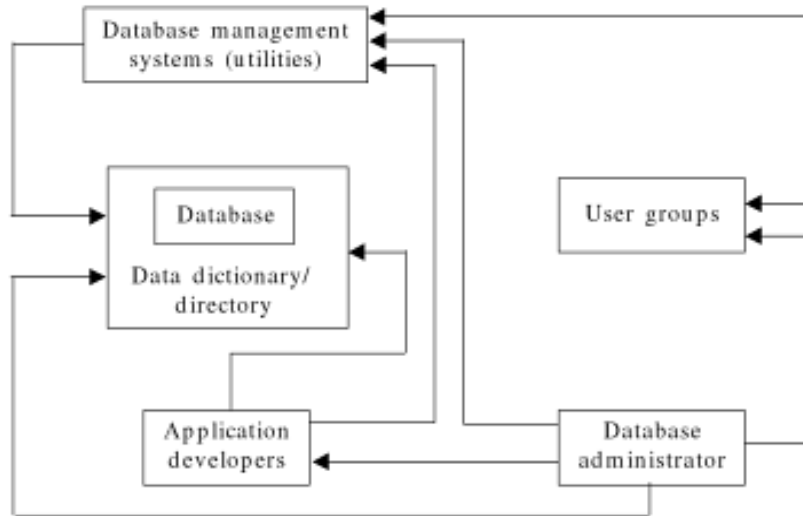 Database management
systems (utilities)
Database
Data dictionary/
directory
User groups
Application
developers
Database
administrator